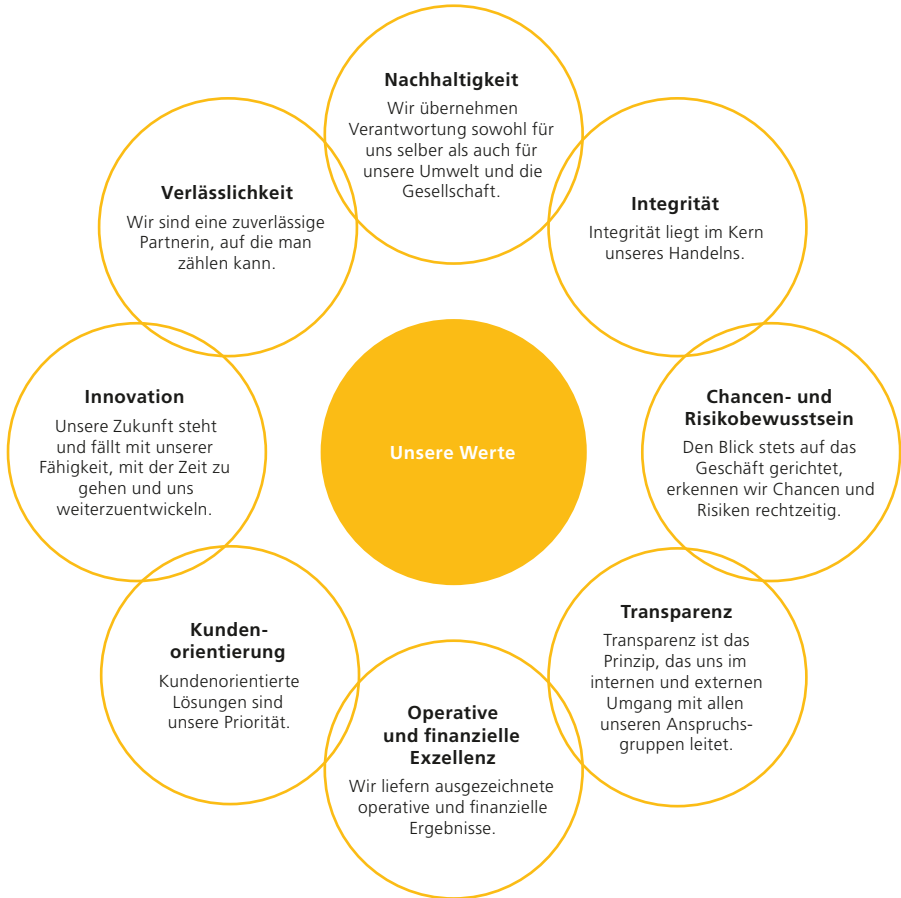 Nachhaltigkeit
Wir übernehmen
Verantwortung sowohl für
uns selber als auch für
unsere Umwelt und die
Gesellschaft.
Integrität
Integrität liegt im Kern
unseres Handelns.
Chancen- und
Risikobewusstsein
Den Blick stets auf das
Geschäft gerichtet,
erkennen wir Chancen und
Risiken rechtzeitig.
Transparenz
Transparenz ist das
Prinzip, das uns im
internen und externen
Umgang mit allen
unseren Anspruchs-
gruppen leitet.
Operative
und finanzielle
Exzellenz
Wir liefern ausgezeichnete
operative und finanzielle
Ergebnisse.
Kunden-
orientierung
Kundenorientierte
Lösungen sind
unsere Priorität.
Innovation
Unsere Zukunft steht
und fällt mit unserer
Fähigkeit, mit der Zeit zu
gehen und uns
weiterzuentwickeln.
Verlässlichkeit
Wir sind eine zuverlässige
Partnerin, auf die man
zählen kann.
Unsere Werte